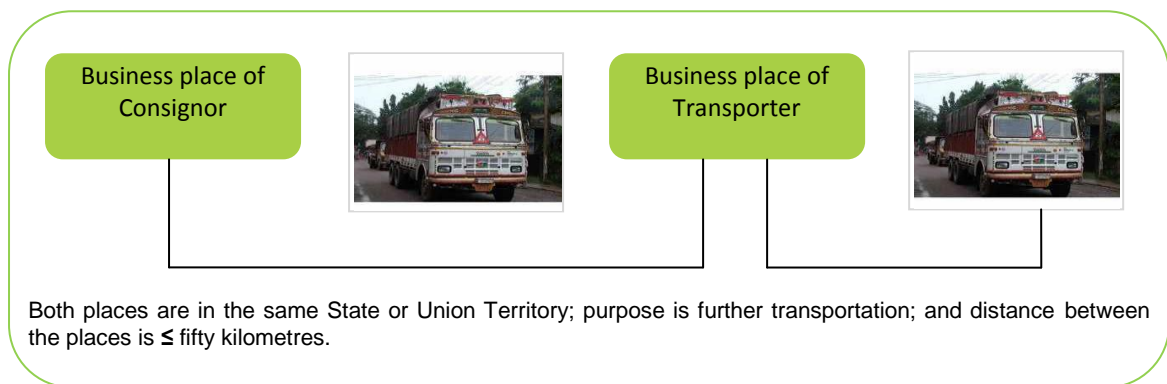 Business place of
Consignor
Business place of
Transporter
Both places are in the same State or Union Territory; purpose is further transportation; and distance between
the places is ≤ fifty kilometres.